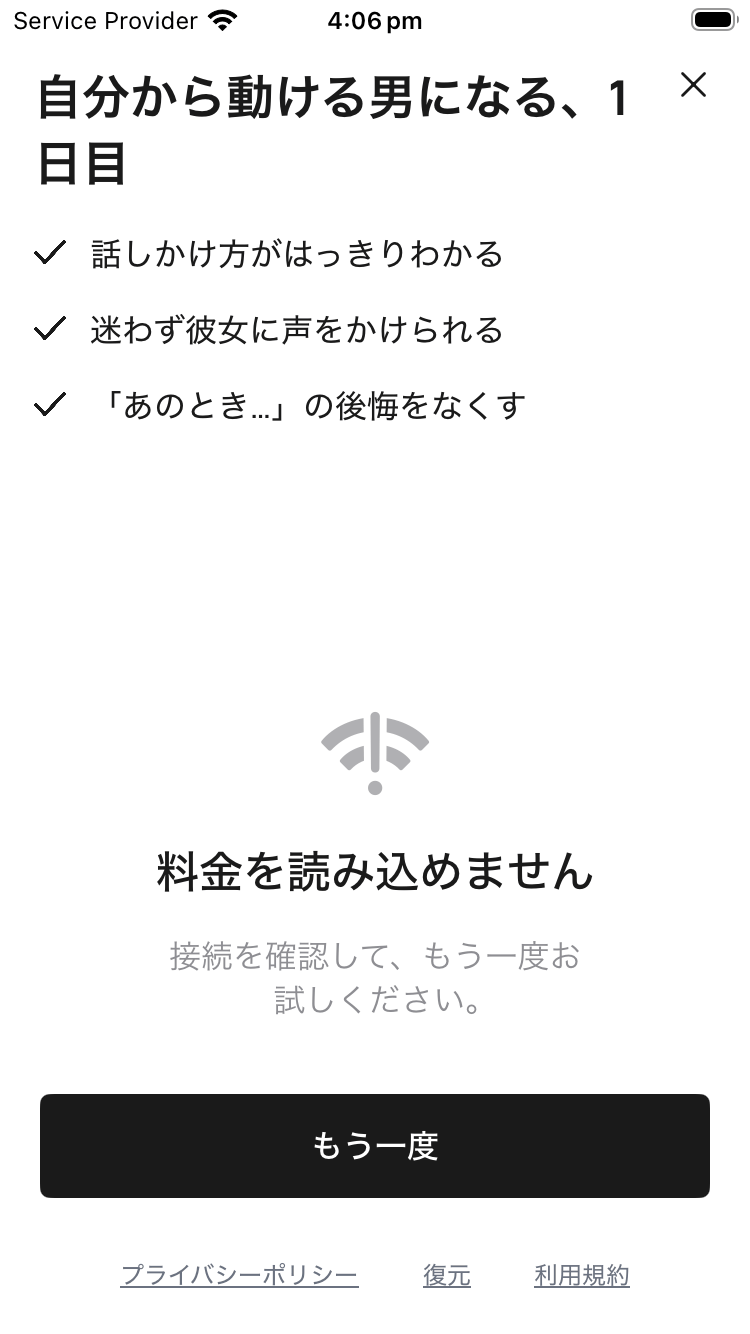 Service Provider 4:06 pm
自分から動ける男になる、1
日目
話しかけ方がはっきりわかる
迷わず彼女に声をかけられる
「あのとき...」の後悔をなくす
料金を読み込めません
接続を確認して、もう一度お
試しください。
もう一度
プライバシーポリシー 復元 利用規約